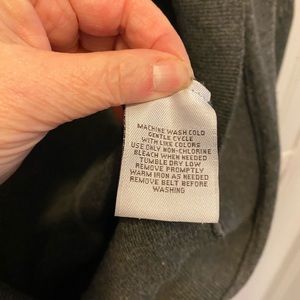 MACHINE WASH COLD
GENTLE CYCLE
WITH LIKE COLORS
USE ONLY NON-CHLORINE
BLEACH WHEN NEEDED
TUMBLE DRY LOW
REMOVE PROMPTLY
WARM IRON AS NEEDED
REMOVE BELT BEFORE
WASHING